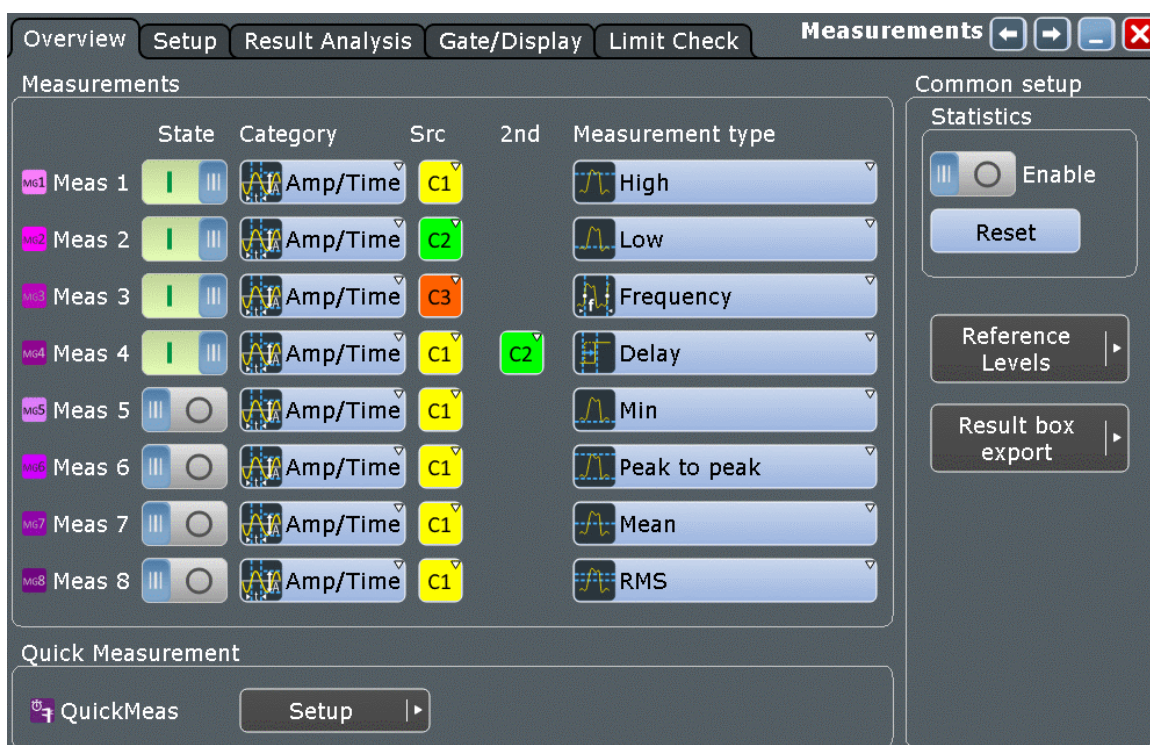 Overview Setup Result Analysis Gate/Display Limit Check Measurements
Measurements
State Category Src 2nd Measurement type
MG1 Meas 1 Amp/Time C1 High
MG2 Meas 2 Amp/Time C2 Low
MG3 Meas 3 Amp/Time C3 Frequency
MG4 Meas 4 Amp/Time C1 C2 Delay
MG5 Meas 5 Amp/Time C1 Min
MG6 Meas 6 Amp/Time C1 Peak to peak
MG7 Meas 7 Amp/Time C1 Mean
MG8 Meas 8 Amp/Time C1 RMS
Quick Measurement
QuickMeas Setup
Common setup
Statistics
Enable
Reset
Reference
Levels
Result box
export